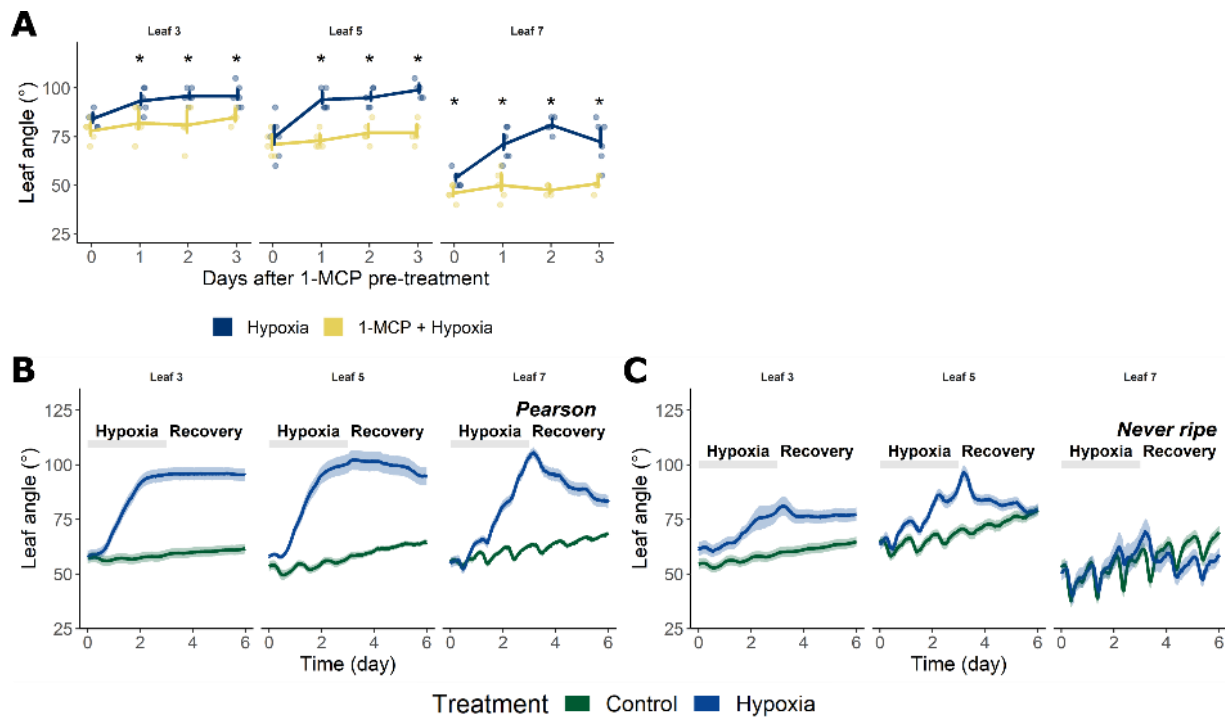 A
Leaf 3 Leaf 5 Leaf 7
* * * * * * * * * *
Leaf angle (°)
100
75
50
25
0 1 2 3 0 1 2 3 0 1 2 3
Days after 1-MCP pre-treatment
Hypoxia 1-MCP + Hypoxia
B
Leaf 3 Leaf 5 Leaf 7
Pearson
Hypoxia Recovery Hypoxia Recovery Hypoxia Recovery
Leaf angle (°)
125
100
75
50
25
0 2 4 6 0 2 4 6 0 2 4 6
Time (day)
C
Leaf 3 Leaf 5 Leaf 7
Never ripe
Hypoxia Recovery Hypoxia Recovery Hypoxia Recovery
Leaf angle (°)
125
100
75
50
25
0 2 4 6 0 2 4 6 0 2 4 6
Time (day)
Treatment Control Hypoxia